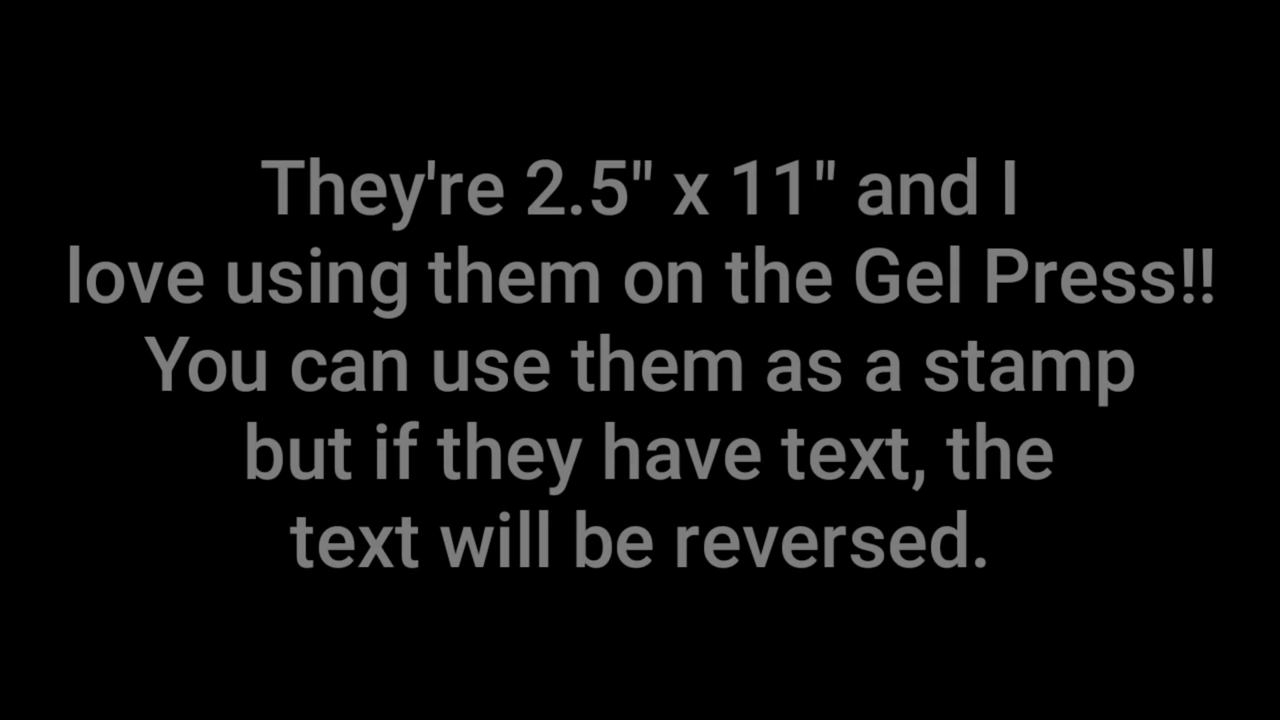 They're 2.5" x 11" and I
love using them on the Gel Press!!
You can use them as a stamp
but if they have text, the
text will be reversed.